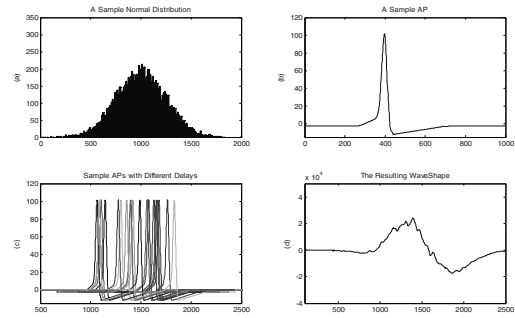 A Sample Normal Distribution
350
300
250
200
150
100
50
0
(a)
0 500 1000 1500 2000
A Sample AP
120
100
80
60
40
20
0
(b)
0 200 400 600 800 1000
Sample APs with Different Delays
120
100
80
60
40
20
0
(c)
500 1000 1500 2000 2500
The Resulting WaveShape
x 10^4
4
2
0
-2
-4
(d)
500 1000 1500 2000 2500